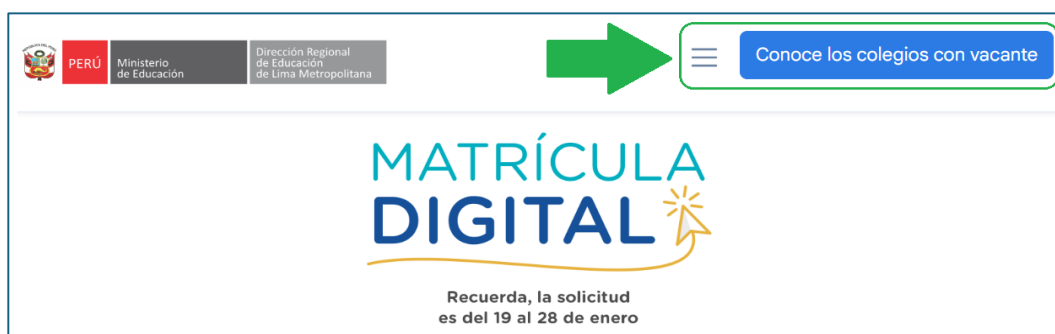 PERÚ
Ministerio
de Educación
Dirección Regional
de Educación
de Lima Metropolitana
Conoce los colegios con vacante
MATRÍCULA
DIGITAL
Recuerda, la solicitud
es del 19 al 28 de enero